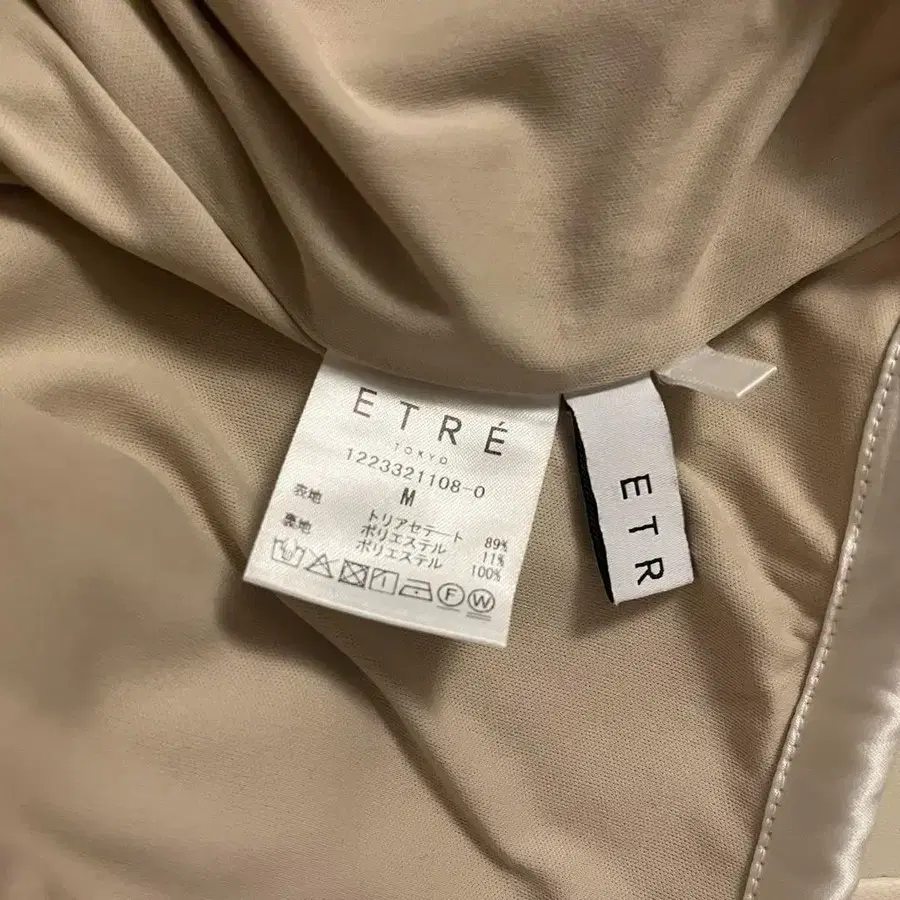 ETRÉ
TOKYO
1223321108-0
M
表地 トリアセテート 89%
ポリエステル 11%
裏地 ポリエステル 100%
F W
ETR